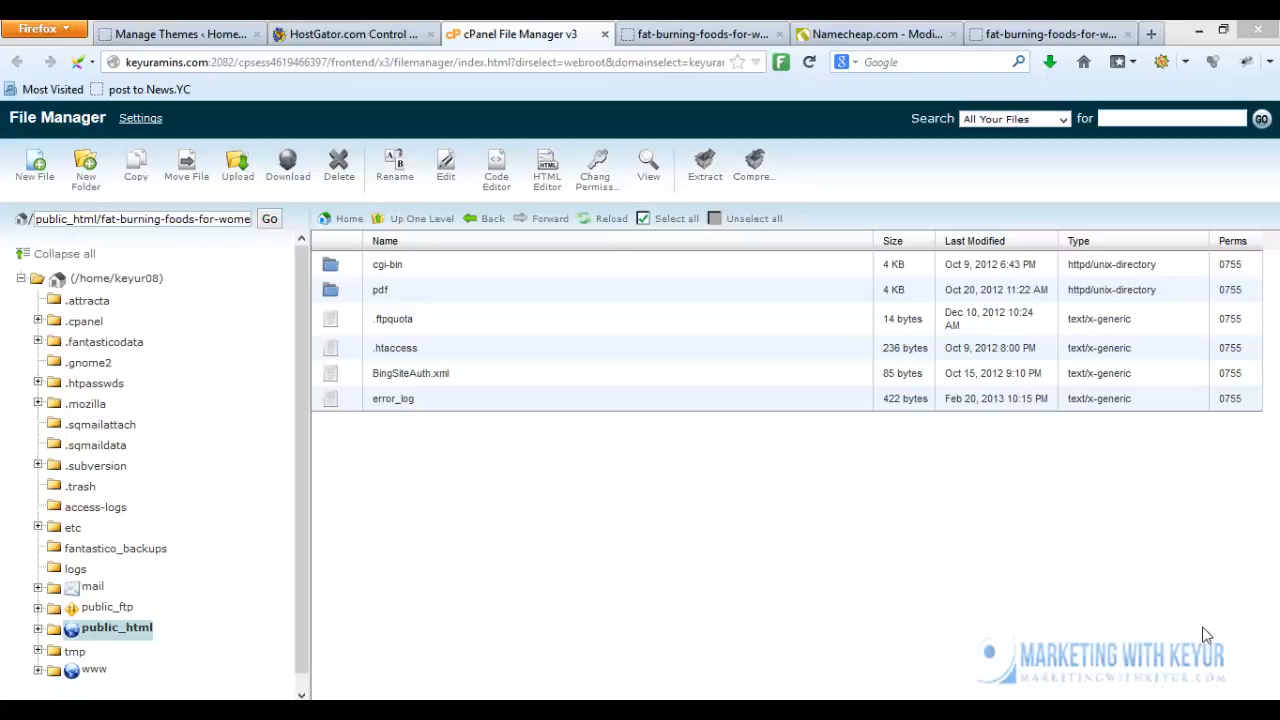 Firefox
Manage Themes ‹ Home... × HostGator.com Control ... × cPanel File Manager v3 × fat-burning-foods-for-w... × Namecheap.com - Modi... × fat-burning-foods-for-w... × +
keyuramins.com:2082/cpsess4619466397/frontend/x3/filemanager/index.html?dirselect=webroot&domainselect=keyurar Google
Most Visited post to News.YC
File Manager Settings Search All Your Files for GO
New File New Folder Copy Move File Upload Download Delete Rename Edit Code Editor HTML Editor Chang Permiss... View Extract Compre...
/public_html/fat-burning-foods-for-wome Go Home Up One Level Back Forward Reload Select all Unselect all
Name Size Last Modified Type Perms
cgi-bin 4 KB Oct 9, 2012 6:43 PM httpd/unix-directory 0755
pdf 4 KB Oct 20, 2012 11:22 AM httpd/unix-directory 0755
.ftpquota 14 bytes Dec 10, 2012 10:24 AM text/x-generic 0755
.htaccess 236 bytes Oct 9, 2012 8:00 PM text/x-generic 0755
BingSiteAuth.xml 85 bytes Oct 15, 2012 9:10 PM text/x-generic 0755
error_log 422 bytes Feb 20, 2013 10:15 PM text/x-generic 0755
Collapse all
(/home/keyur08)
.attracta
.cpanel
.fantasticodata
.gnome2
.htpasswds
.mozilla
.sqmailattach
.sqmaildata
.subversion
.trash
access-logs
etc
fantastico_backups
logs
mail
public_ftp
public_html
tmp
www
MARKETING WITH KEYUR
MARKETINGWITHKEYUR.COM